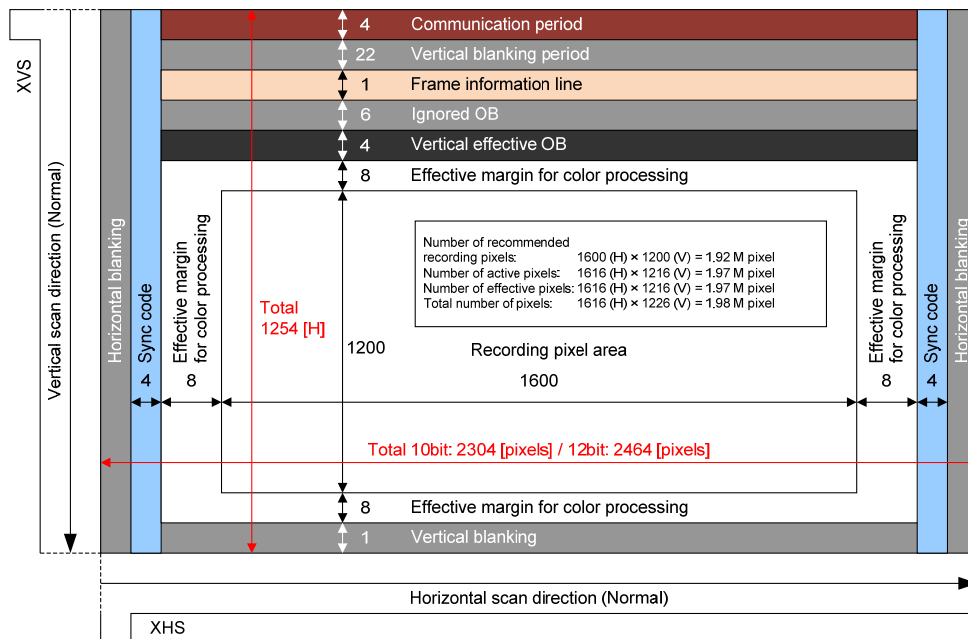 4 Communication period
22 Vertical blanking period
1 Frame information line
6 Ignored OB
4 Vertical effective OB
8 Effective margin for color processing
XVS
Vertical scan direction (Normal)
Horizontal blanking
Sync code
4
Effective margin
for color processing
8
Total
1254 [H]
Number of recommended
recording pixels: 1600 (H) × 1200 (V) = 1.92 M pixel
Number of active pixels: 1616 (H) × 1216 (V) = 1.97 M pixel
Number of effective pixels: 1616 (H) × 1216 (V) = 1.97 M pixel
Total number of pixels: 1616 (H) × 1226 (V) = 1.98 M pixel
1200
Recording pixel area
1600
Effective margin
for color processing
8
Sync code
4
Horizontal blanking
Total 10bit: 2304 [pixels] / 12bit: 2464 [pixels]
8 Effective margin for color processing
1 Vertical blanking
Horizontal scan direction (Normal)
XHS